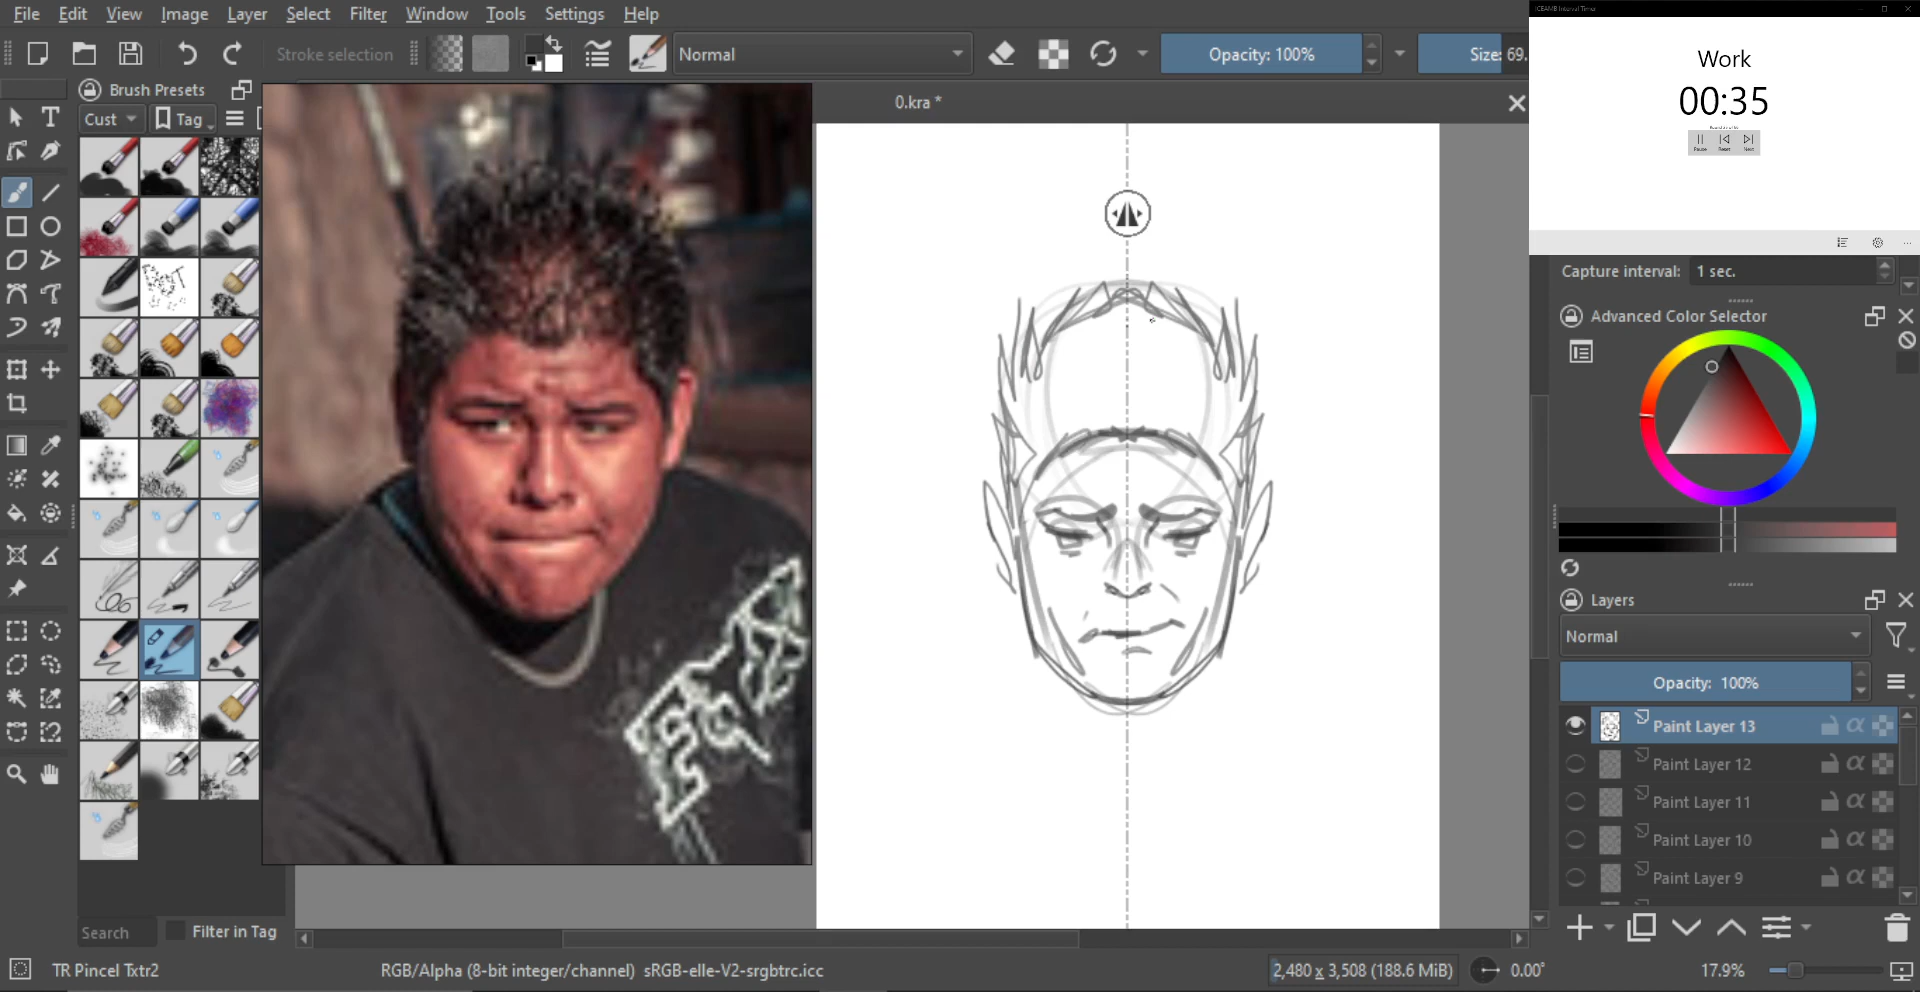 File Edit View Image Layer Select Filter Window Tools Settings Help
Stroke selection
Normal
Opacity: 100%
Size: 69.
Brush Presets
Cust
Tag
0.kra *
Work
00:35
Pause Reset Next
Capture interval: 1 sec.
Advanced Color Selector
Layers
Normal
Opacity: 100%
Paint Layer 13
Paint Layer 12
Paint Layer 11
Paint Layer 10
Paint Layer 9
Search
Filter in Tag
TR Pincel Txtr2
RGB/Alpha (8-bit integer/channel) sRGB-elle-V2-srgbtrc.icc
2,480 x 3,508 (188.6 MiB)
0.00°
17.9%